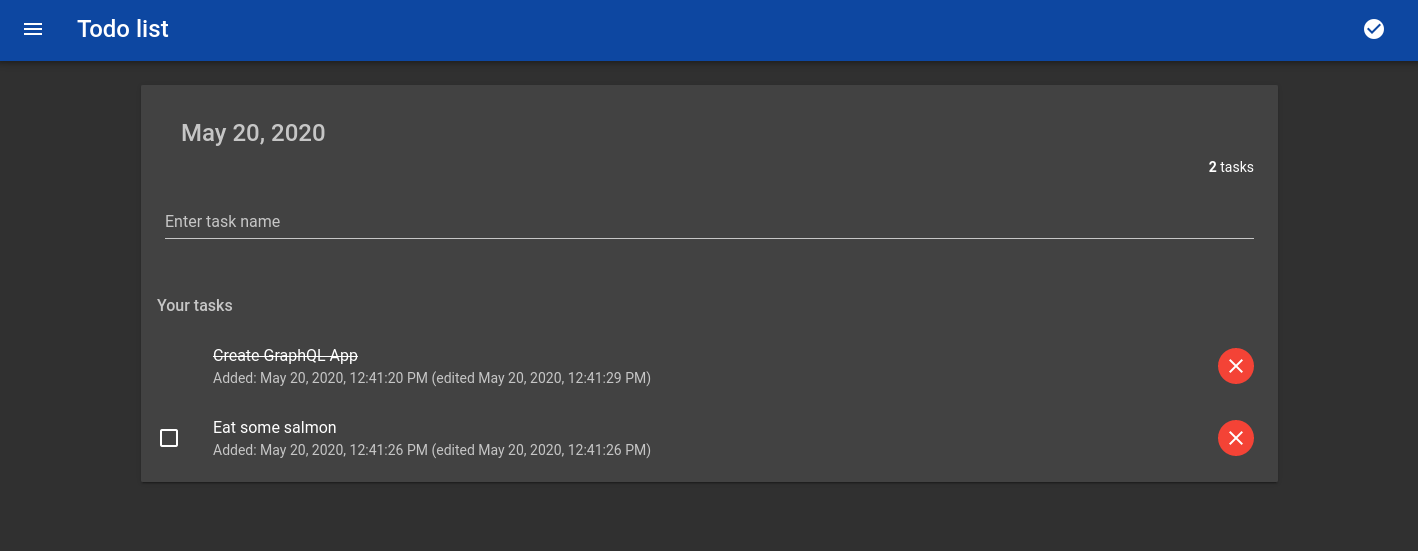 Todo list
May 20, 2020
2 tasks
Enter task name
Your tasks
Create GraphQL App
Added: May 20, 2020, 12:41:20 PM (edited May 20, 2020, 12:41:29 PM)
Eat some salmon
Added: May 20, 2020, 12:41:26 PM (edited May 20, 2020, 12:41:26 PM)